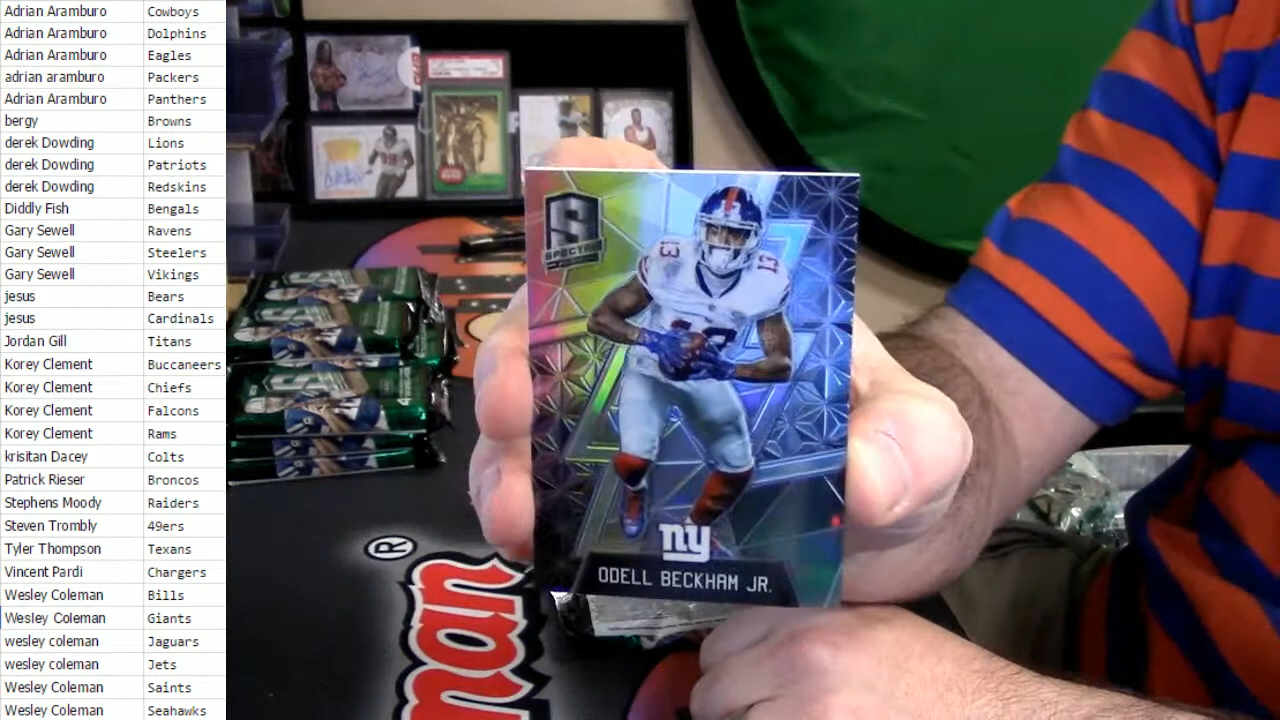 Adrian Aramburo Cowboys
Adrian Aramburo Dolphins
Adrian Aramburo Eagles
adrian aramburo Packers
Adrian Aramburo Panthers
bergy Browns
derek Dowding Lions
derek Dowding Patriots
derek Dowding Redskins
Diddly Fish Bengals
Gary Sewell Ravens
Gary Sewell Steelers
Gary Sewell Vikings
jesus Bears
jesus Cardinals
Jordan Gill Titans
Korey Clement Buccaneers
Korey Clement Chiefs
Korey Clement Falcons
Korey Clement Rams
krisitan Dacey Colts
Patrick Rieser Broncos
Stephens Moody Raiders
Steven Trombly 49ers
Tyler Thompson Texans
Vincent Pardi Chargers
Wesley Coleman Bills
Wesley Coleman Giants
wesley coleman Jaguars
wesley coleman Jets
Wesley Coleman Saints
Wesley Coleman Seahawks
S
SPECTRA
13 13
13
ny
ODELL BECKHAM JR.
®
man